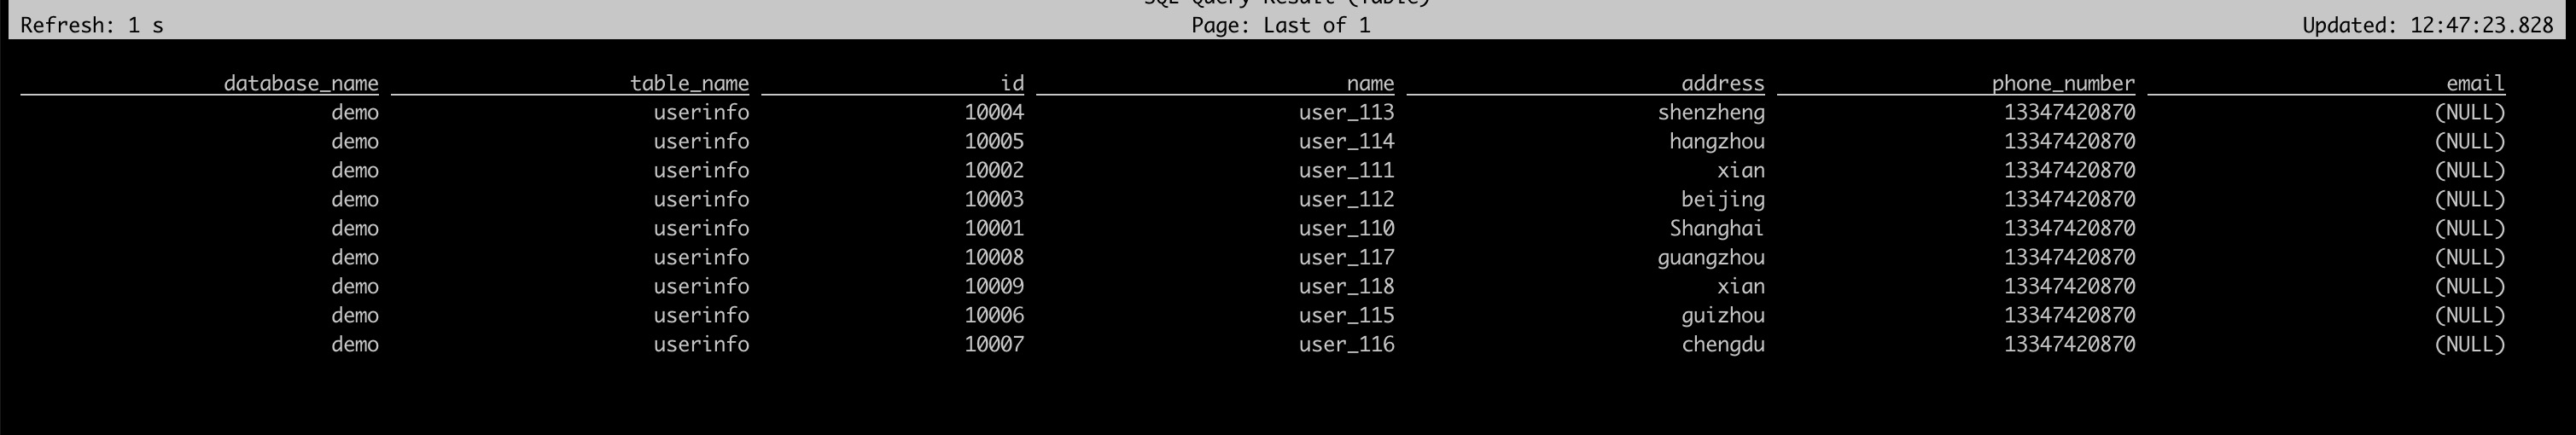 SQL Query Result (Table)
Refresh: 1 s Page: Last of 1 Updated: 12:47:23.828
database_name table_name id name address phone_number email
demo userinfo 10004 user_113 shenzheng 13347420870 (NULL)
demo userinfo 10005 user_114 hangzhou 13347420870 (NULL)
demo userinfo 10002 user_111 xian 13347420870 (NULL)
demo userinfo 10003 user_112 beijing 13347420870 (NULL)
demo userinfo 10001 user_110 Shanghai 13347420870 (NULL)
demo userinfo 10008 user_117 guangzhou 13347420870 (NULL)
demo userinfo 10009 user_118 xian 13347420870 (NULL)
demo userinfo 10006 user_115 guizhou 13347420870 (NULL)
demo userinfo 10007 user_116 chengdu 13347420870 (NULL)